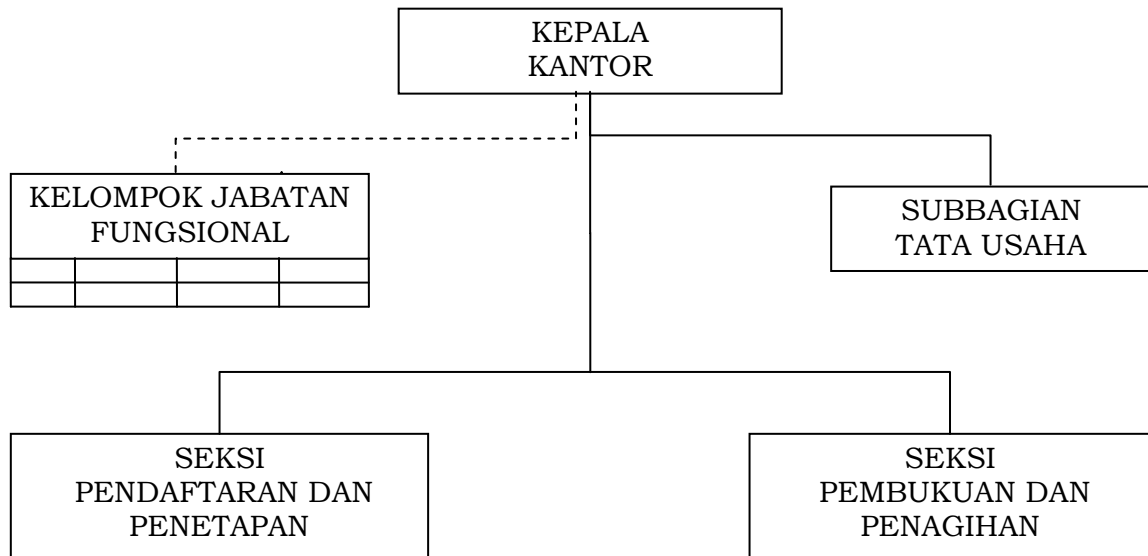 KEPALA
KANTOR
KELOMPOK JABATAN
FUNGSIONAL
SUBBAGIAN
TATA USAHA
SEKSI
PENDAFTARAN DAN
PENETAPAN
SEKSI
PEMBUKUAN DAN
PENAGIHAN